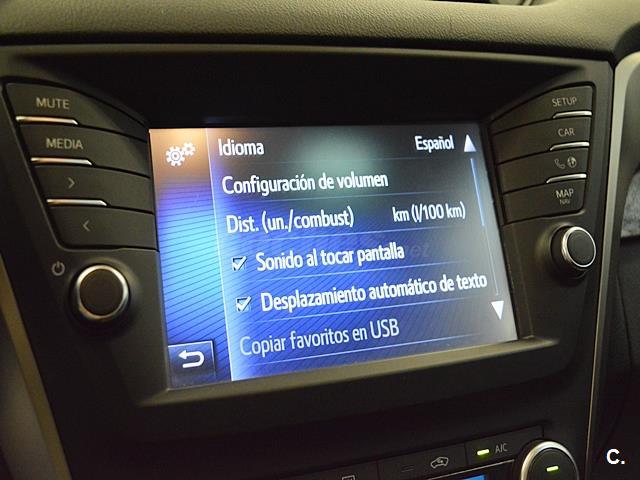 MUTE
MEDIA
SETUP
CAR
MAP
NAV
Idioma Español
Configuración de volumen
Dist. (un./combust) km (l/100 km)
Sonido al tocar pantalla
Desplazamiento automático de texto
Copiar favoritos en USB
A/C
C.